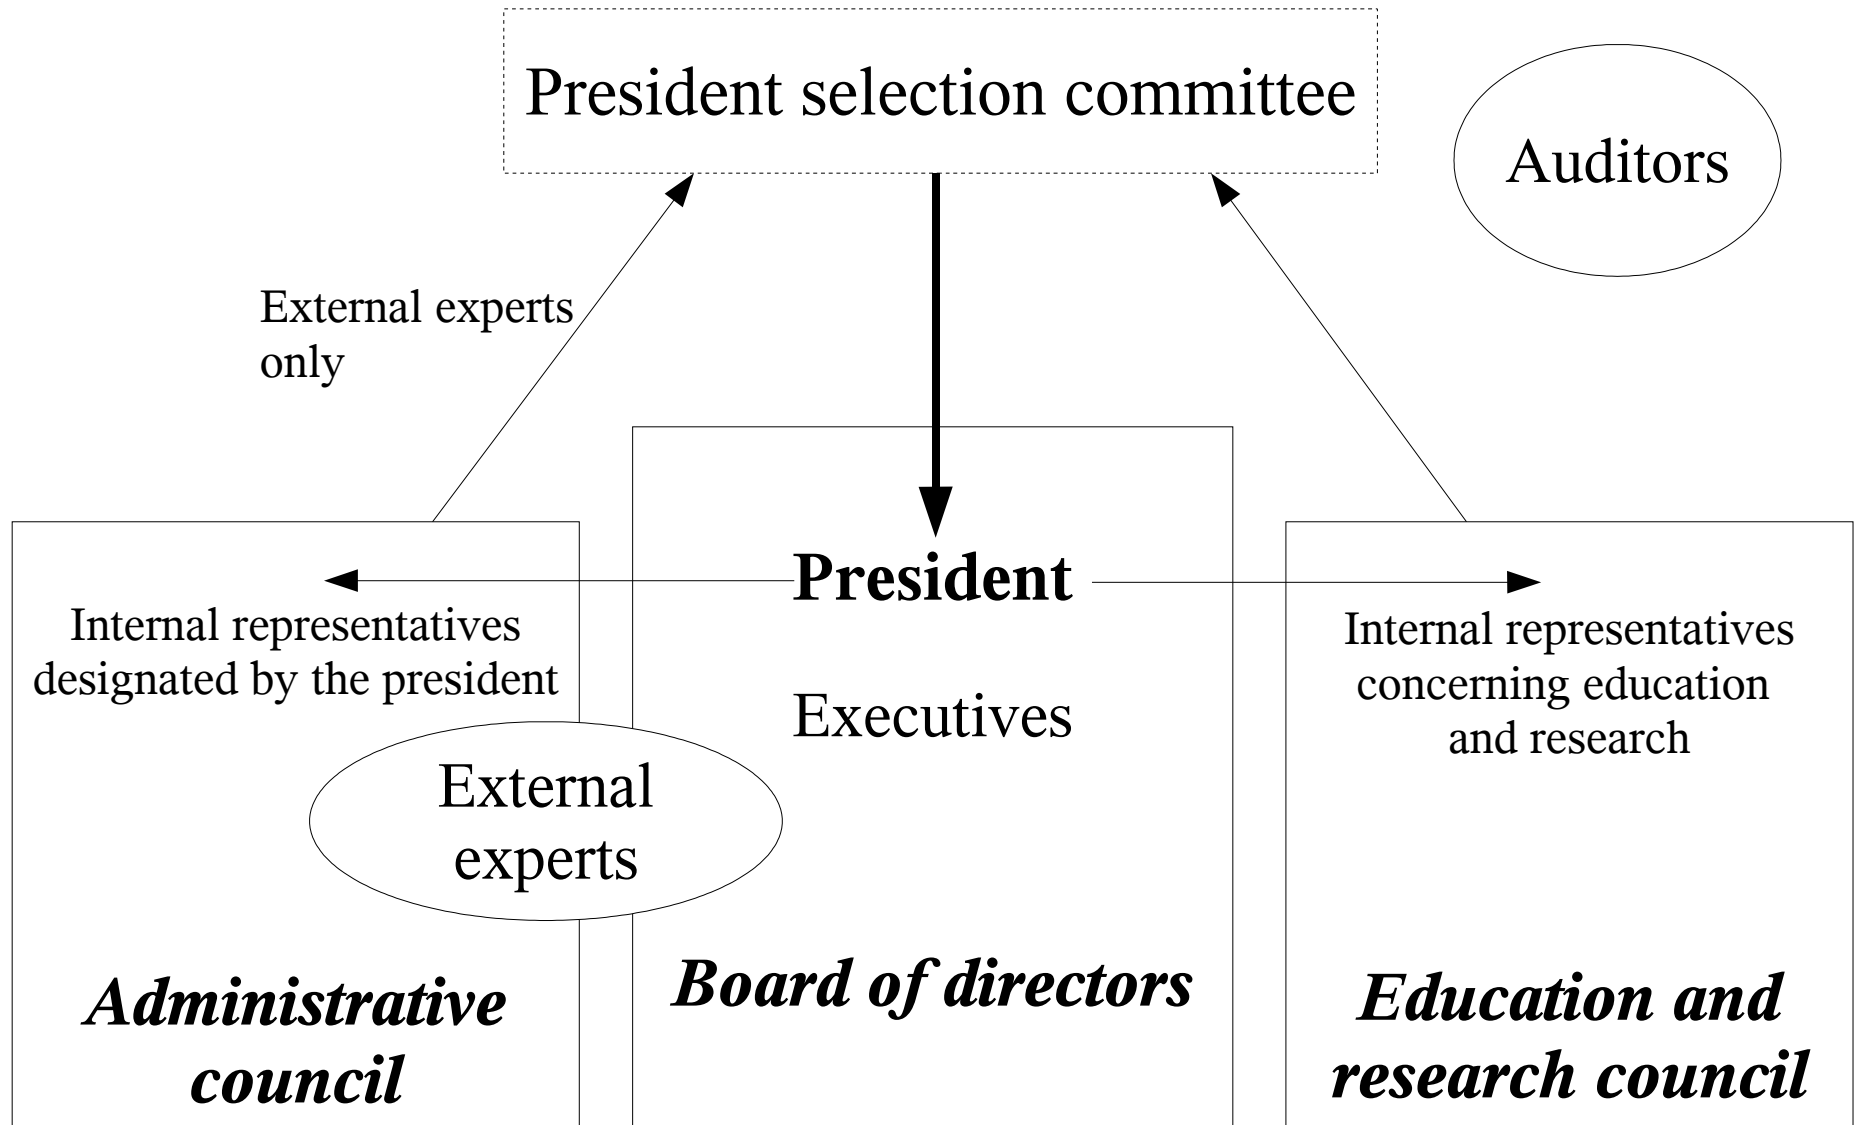 President selection committee
Auditors
External experts
only
President
Internal representatives
designated by the president
Internal representatives
concerning education
and research
Executives
External
experts
Board of directors
Administrative
council
Education and
research council